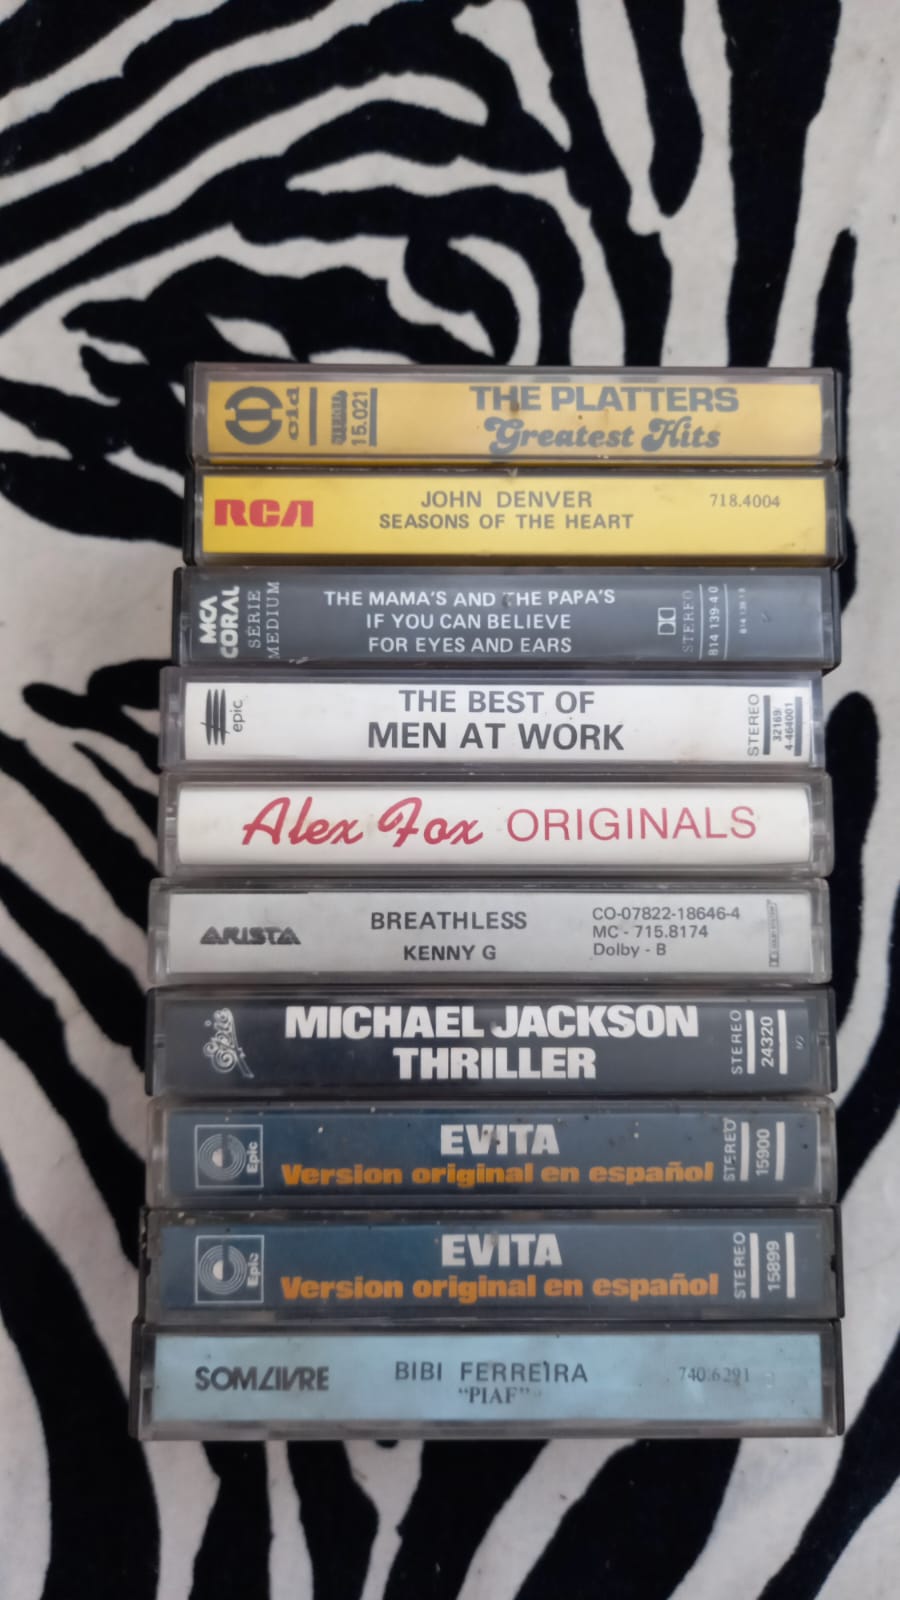 Old
STEREO
15.021
THE PLATTERS
Greatest Hits
RCA
JOHN DENVER
SEASONS OF THE HEART
718.4004
MCA
CORAL
SÉRIE
MEDIUM
THE MAMA'S AND THE PAPA'S
IF YOU CAN BELIEVE
FOR EYES AND EARS
STEREO
814 139-4 0
epic
THE BEST OF
MEN AT WORK
STEREO
32169/
4-464001
Alex Fox ORIGINALS
ARISTA
BREATHLESS
KENNY G
CO-07822-18646-4
MC - 715.8174
Dolby - B
Epic
MICHAEL JACKSON
THRILLER
STEREO
24320
Epic
EVITA
Version original en español
STEREO
15900
Epic
EVITA
Version original en español
STEREO
15899
SOM LIVRE
BIBI FERREIRA
"PIAF"
740.6291